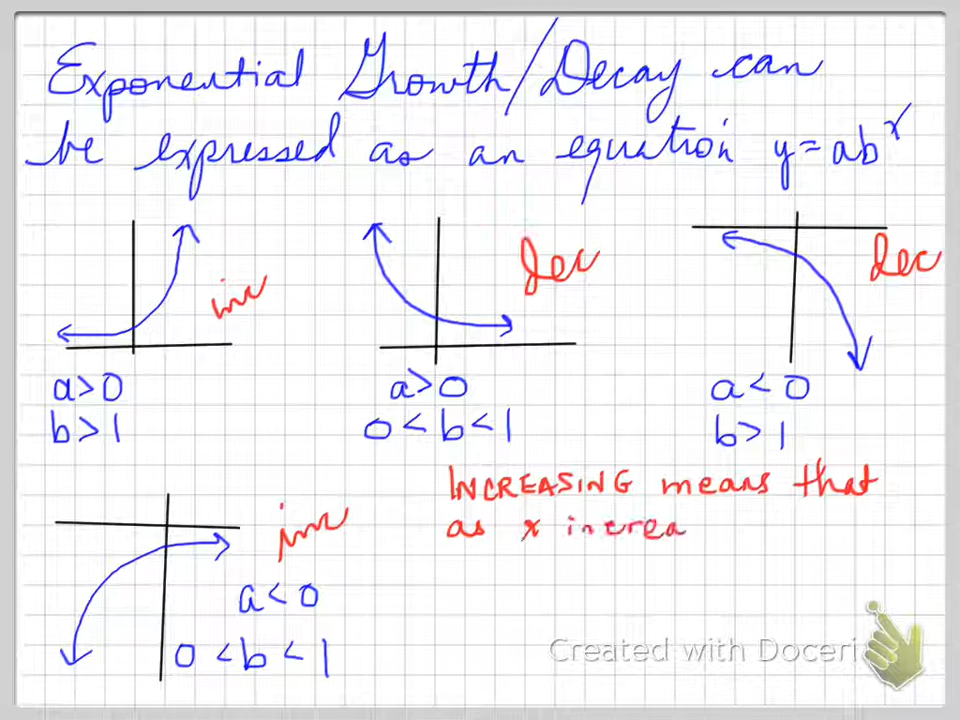 Exponential Growth/Decay can
be expressed as an equation y=abˣ
inc
dec
dec
a>0
b>1
a>0
0<b<1
a<0
b>1
inc
a<0
0<b<1
INCREASING means that
as x increa
Created with Doceri